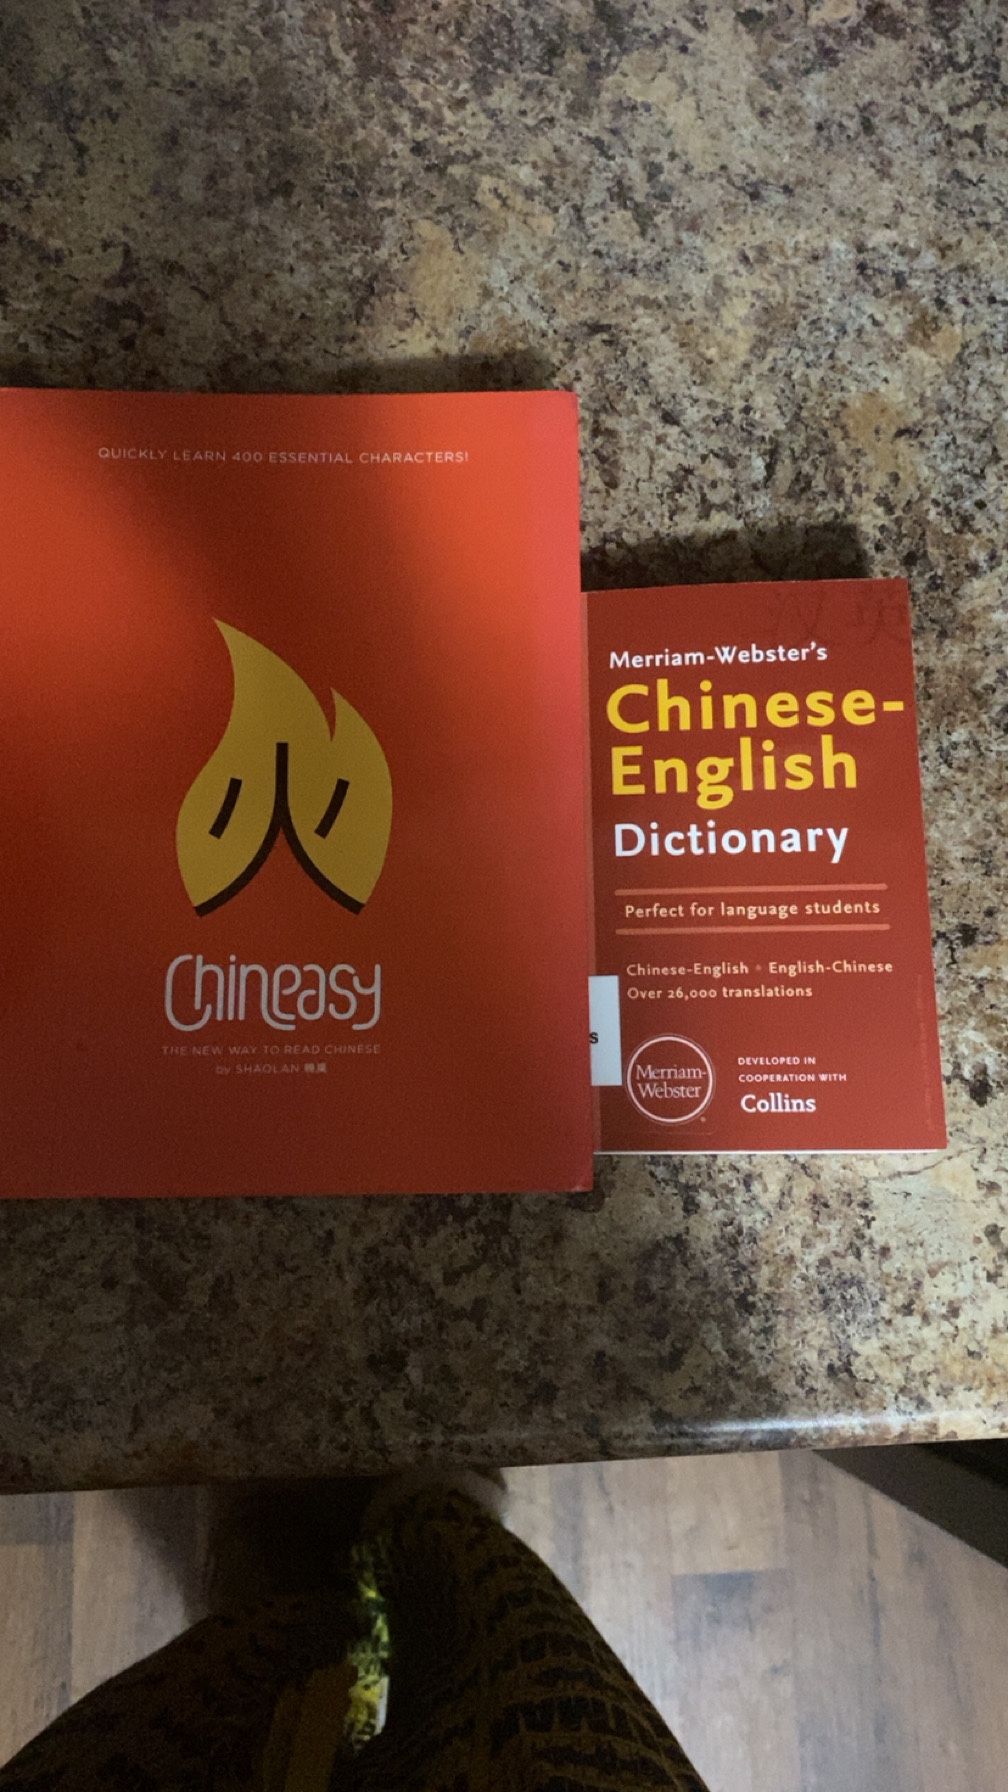 QUICKLY LEARN 400 ESSENTIAL CHARACTERS!
火
Chineasy
THE NEW WAY TO READ CHINESE
by SHAOLAN
汉英
Merriam-Webster's
Chinese-
English
Dictionary
Perfect for language students
Chinese-English • English-Chinese
Over 26,000 translations
s
Merriam-
Webster
DEVELOPED IN
COOPERATION WITH
Collins